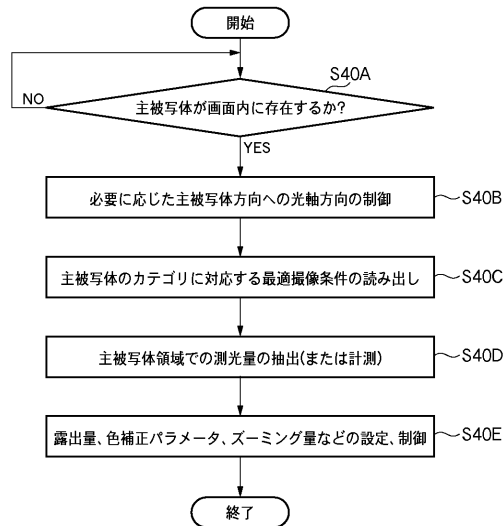 開始
S40A
主被写体が画面内に存在するか?
NO
YES
必要に応じた主被写体方向への光軸方向の制御
S40B
主被写体のカテゴリに対応する最適撮像条件の読み出し
S40C
主被写体領域での測光量の抽出(または計測)
S40D
露出量、色補正パラメータ、ズーミング量などの設定、制御
S40E
終了